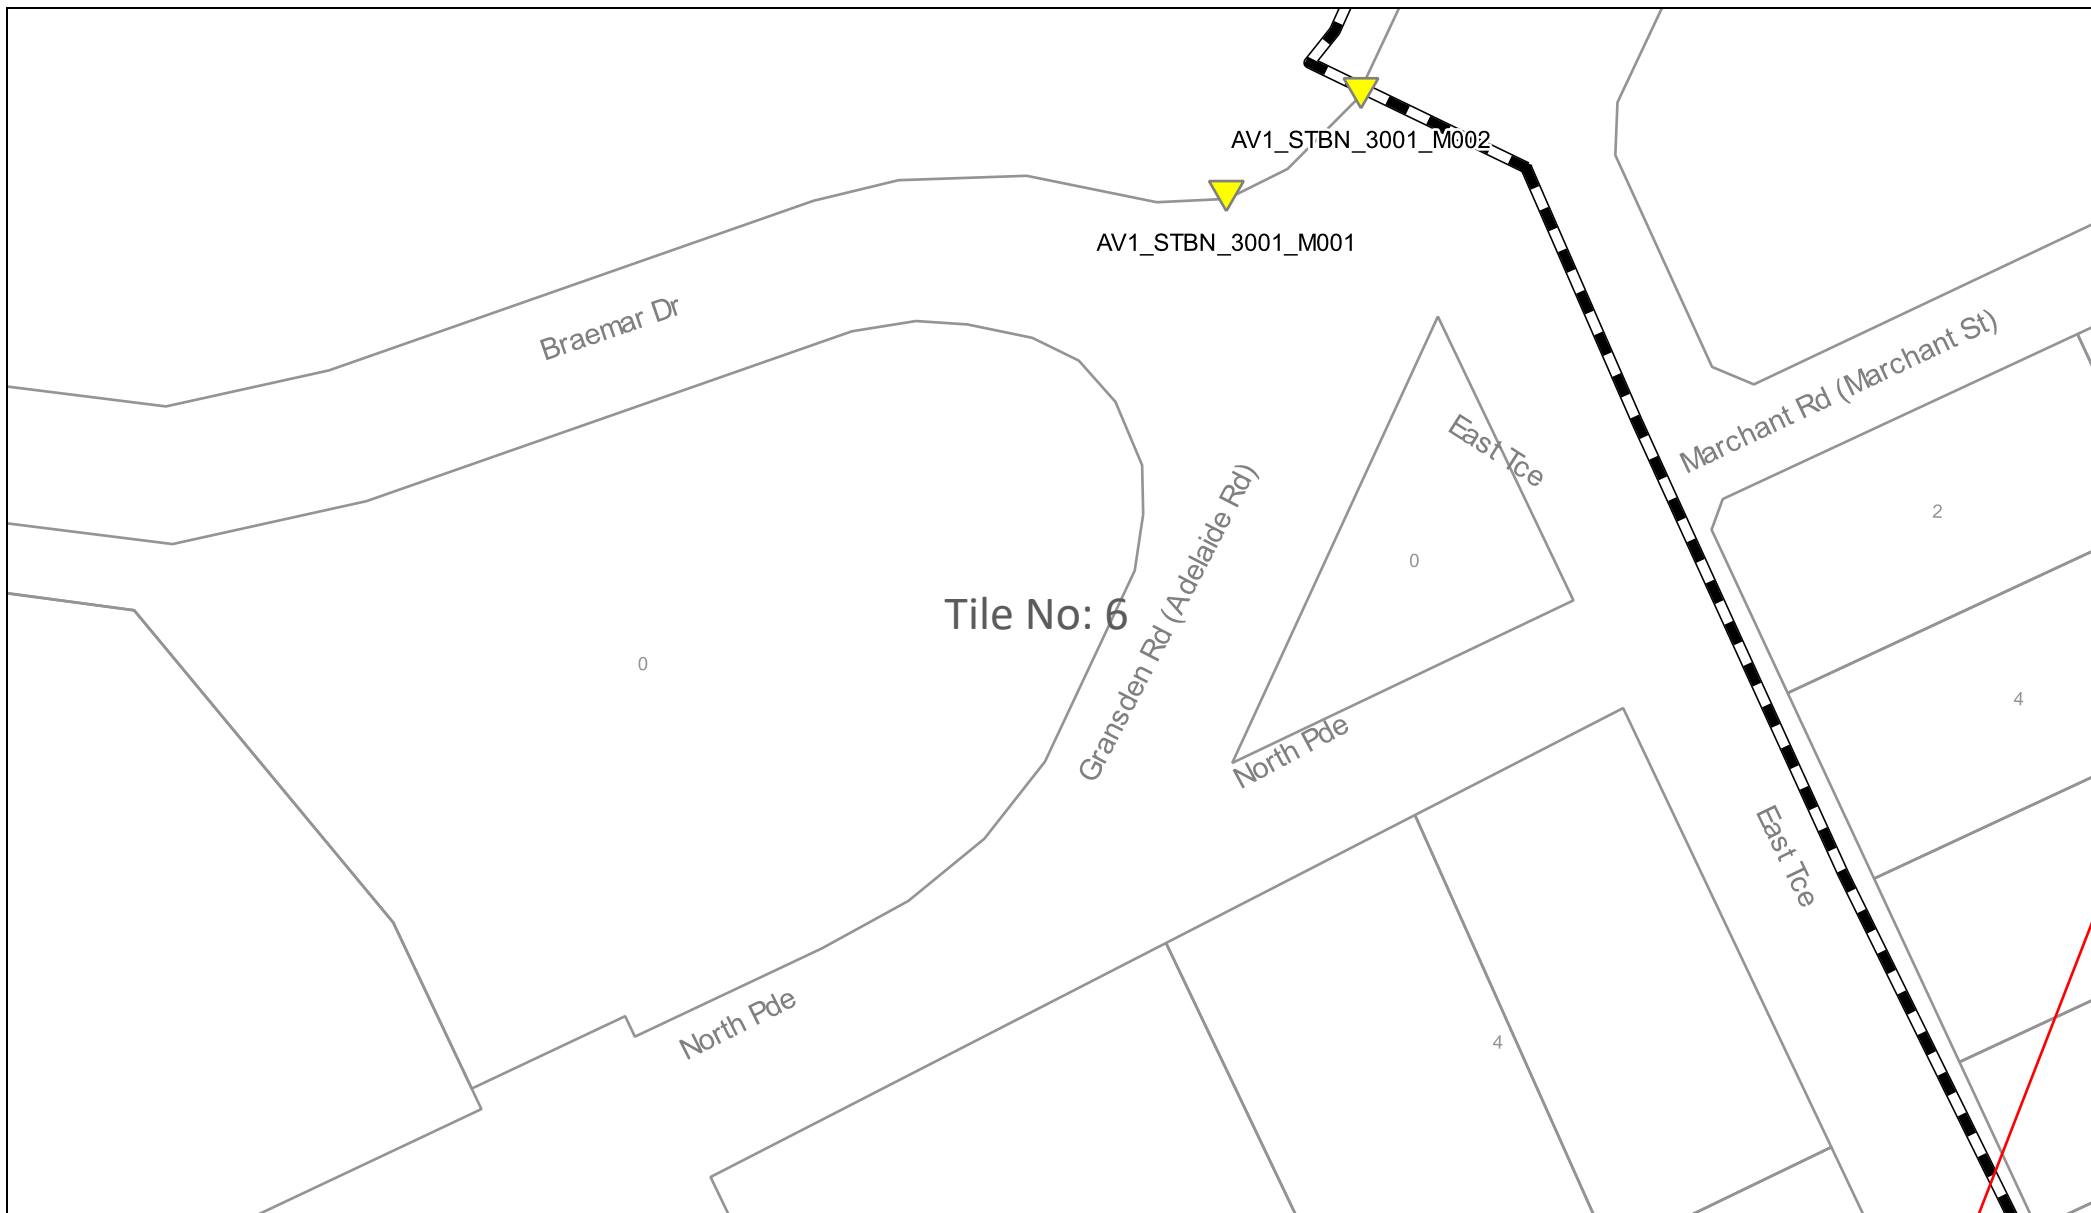 AV1_STBN_3001_M002
AV1_STBN_3001_M001
Braemar Dr
Marchant Rd (Marchant St)
East Tce
2
Gransden Rd (Adelaide Rd)
0
Tile No: 6
0
4
North Pde
East Tce
North Pde
4